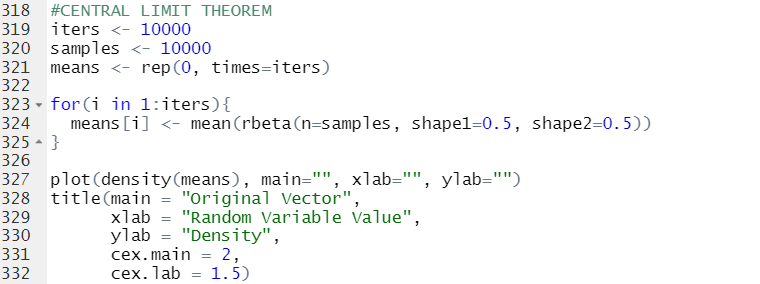 318 #CENTRAL LIMIT THEOREM
319 iters <- 10000
320 samples <- 10000
321 means <- rep(0, times=iters)
322
323 for(i in 1:iters){
324   means[i] <- mean(rbeta(n=samples, shape1=0.5, shape2=0.5))
325 }
326
327 plot(density(means), main="", xlab="", ylab="")
328 title(main = "Original Vector",
329       xlab = "Random Variable Value",
330       ylab = "Density",
331       cex.main = 2,
332       cex.lab = 1.5)